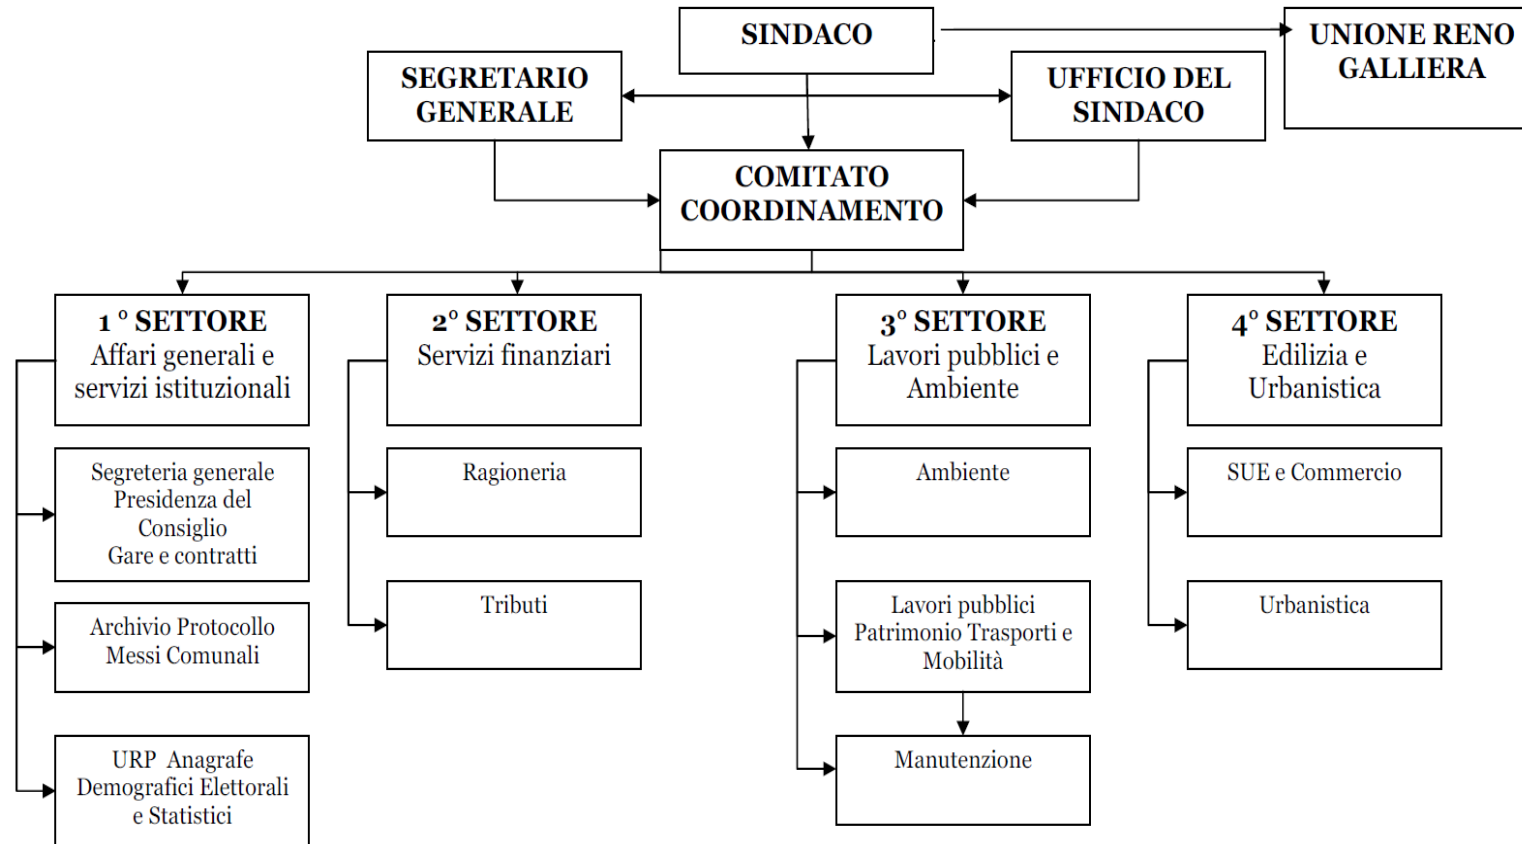 SINDACO
UNIONE RENO
GALLIERA
SEGRETARIO
GENERALE
UFFICIO DEL
SINDACO
COMITATO
COORDINAMENTO
1 ° SETTORE
Affari generali e
servizi istituzionali
2° SETTORE
Servizi finanziari
3° SETTORE
Lavori pubblici e
Ambiente
4° SETTORE
Edilizia e
Urbanistica
Segreteria generale
Presidenza del
Consiglio
Gare e contratti
Ragioneria
Ambiente
SUE e Commercio
Archivio Protocollo
Messi Comunali
Tributi
Lavori pubblici
Patrimonio Trasporti e
Mobilità
Urbanistica
URP Anagrafe
Demografici Elettorali
e Statistici
Manutenzione